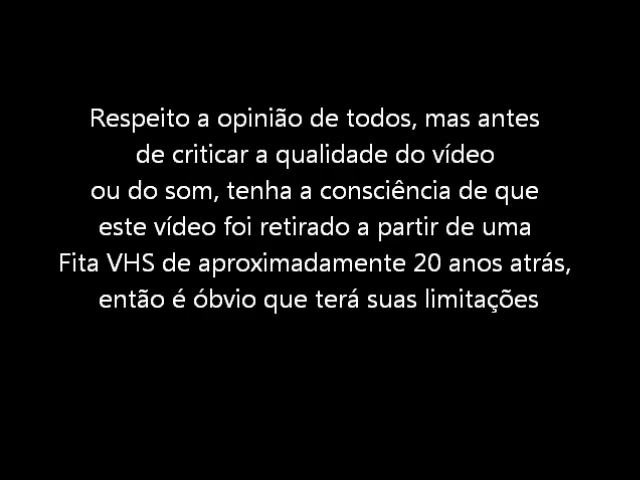 Respeito a opinião de todos, mas antes
de criticar a qualidade do vídeo
ou do som, tenha a consciência de que
este vídeo foi retirado a partir de uma
Fita VHS de aproximadamente 20 anos atrás,
então é óbvio que terá suas limitações